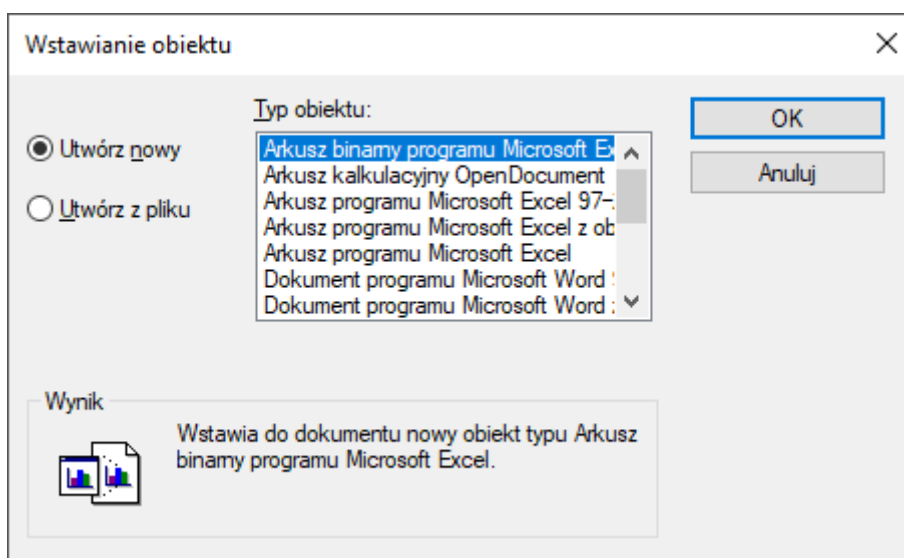 Wstawianie obiektu
Typ obiektu:
Utwórz nowy
Utwórz z pliku
Arkusz binarny programu Microsoft Ex
Arkusz kalkulacyjny OpenDocument
Arkusz programu Microsoft Excel 97-
Arkusz programu Microsoft Excel z ob
Arkusz programu Microsoft Excel
Dokument programu Microsoft Word
Dokument programu Microsoft Word z
OK
Anuluj
Wynik
Wstawia do dokumentu nowy obiekt typu Arkusz
binarny programu Microsoft Excel.